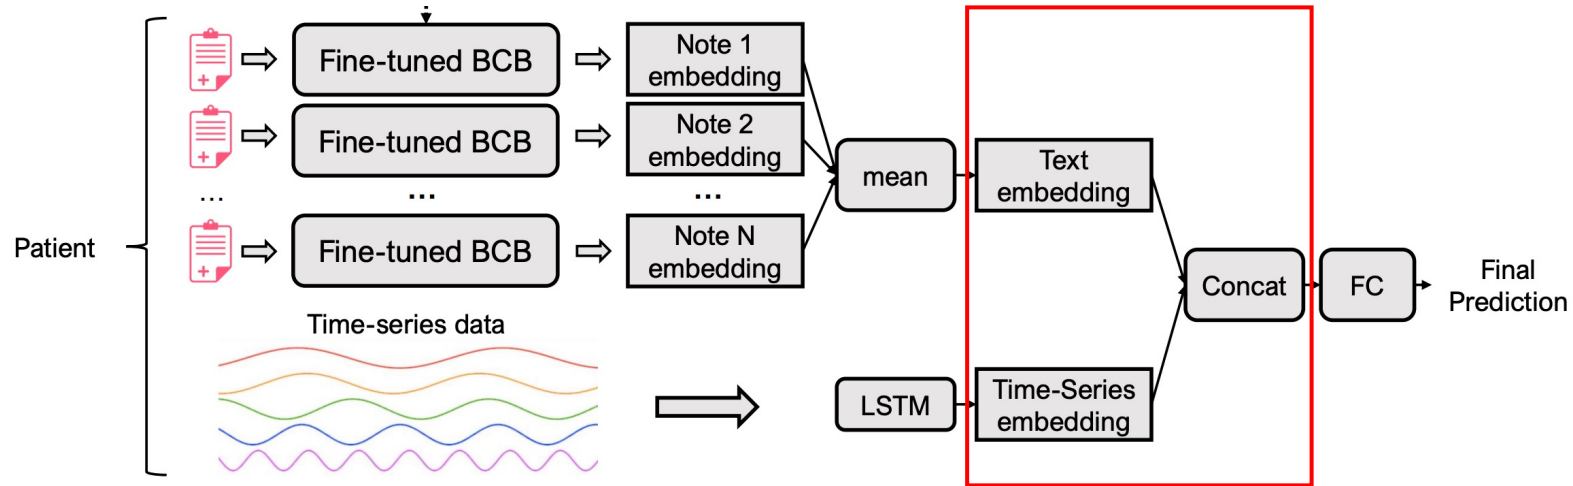 Patient
Fine-tuned BCB
Note 1
embedding
Fine-tuned BCB
Note 2
embedding
...
...
...
Fine-tuned BCB
Note N
embedding
mean
Text
embedding
Time-series data
LSTM
Time-Series
embedding
Concat
FC
Final
Prediction